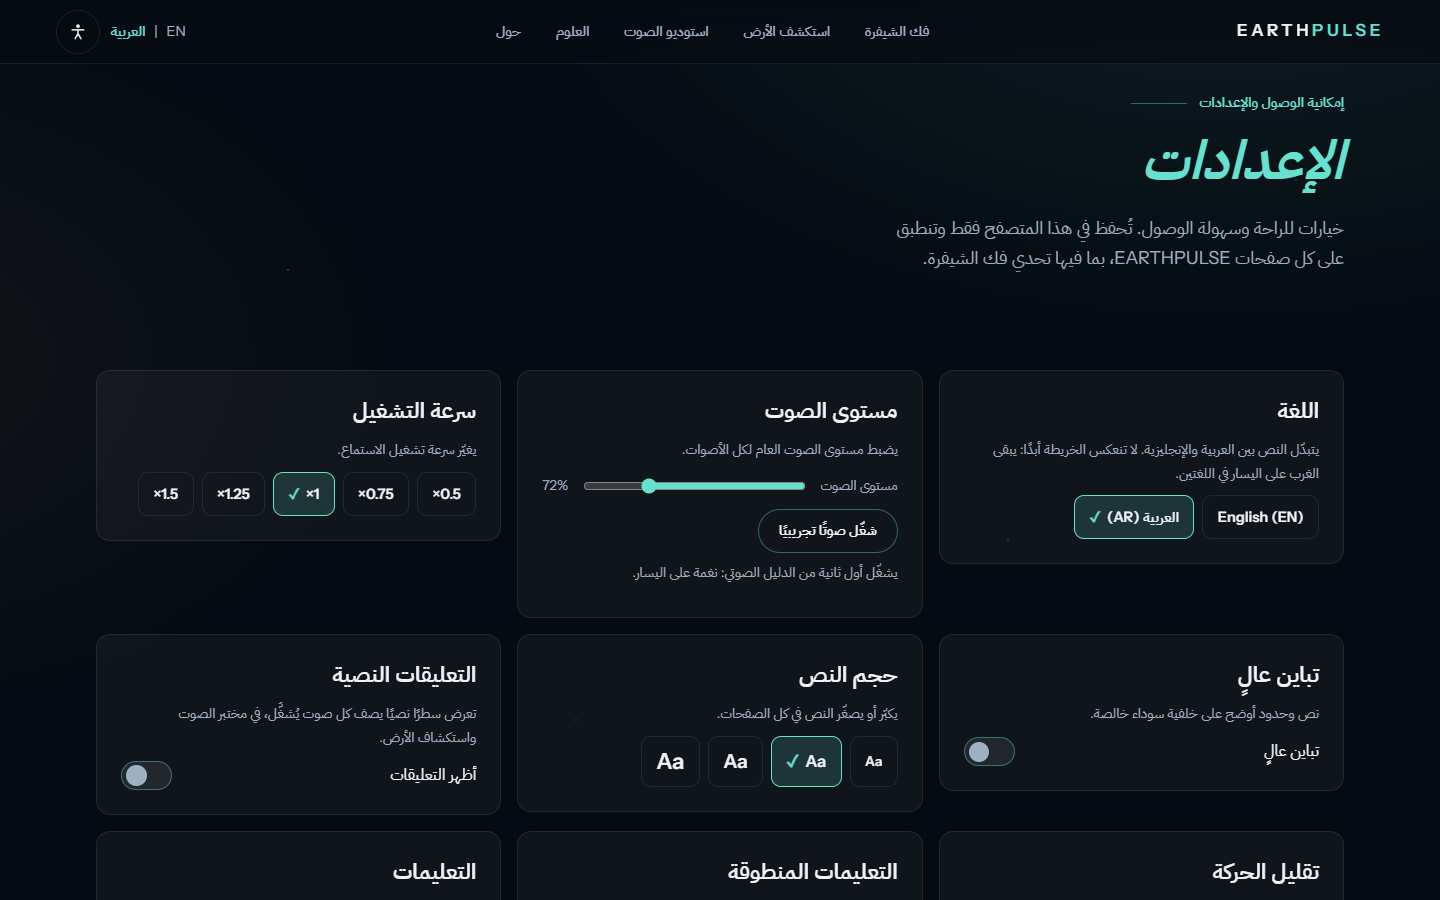 EARTHPULSE
فك الشيفرة
استكشف الأرض
استوديو الصوت
العلوم
حول
العربية | EN
إمكانية الوصول والإعدادات
الإعدادات
خيارات للراحة وسهولة الوصول. تُحفظ في هذا المتصفح فقط وتنطبق
على كل صفحات EARTHPULSE، بما فيها تحدي فك الشيفرة.
اللغة
يتبدّل النص بين العربية والإنجليزية. لا تنعكس الخريطة أبدًا: يبقى
الغرب على اليسار في اللغتين.
English (EN)
العربية (AR) ✓
مستوى الصوت
يضبط مستوى الصوت العام لكل الأصوات.
مستوى الصوت
72%
شغّل صوتًا تجريبيًا
يشغّل أول ثانية من الدليل الصوتي: نغمة على اليسار.
سرعة التشغيل
يغيّر سرعة تشغيل الاستماع.
×0.5
×0.75
×1 ✓
×1.25
×1.5
تباين عالٍ
نص وحدود أوضح على خلفية سوداء خالصة.
تباين عالٍ
حجم النص
يكبّر أو يصغّر النص في كل الصفحات.
Aa
Aa ✓
Aa
Aa
التعليقات النصية
تعرض سطرًا نصيًا يصف كل صوت يُشغَّل، في مختبر الصوت
واستكشاف الأرض.
أظهر التعليقات
تقليل الحركة
التعليمات المنطوقة
التعليمات